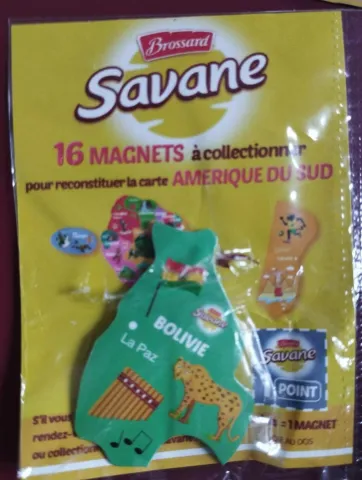 Brossard
Savane
16 MAGNETS à collectionner
pour reconstituer la carte AMERIQUE DU SUD
BOLIVIE
La Paz
Savane
POINT
S'il vous
= 1 MAGNET
rendez-
ou collection